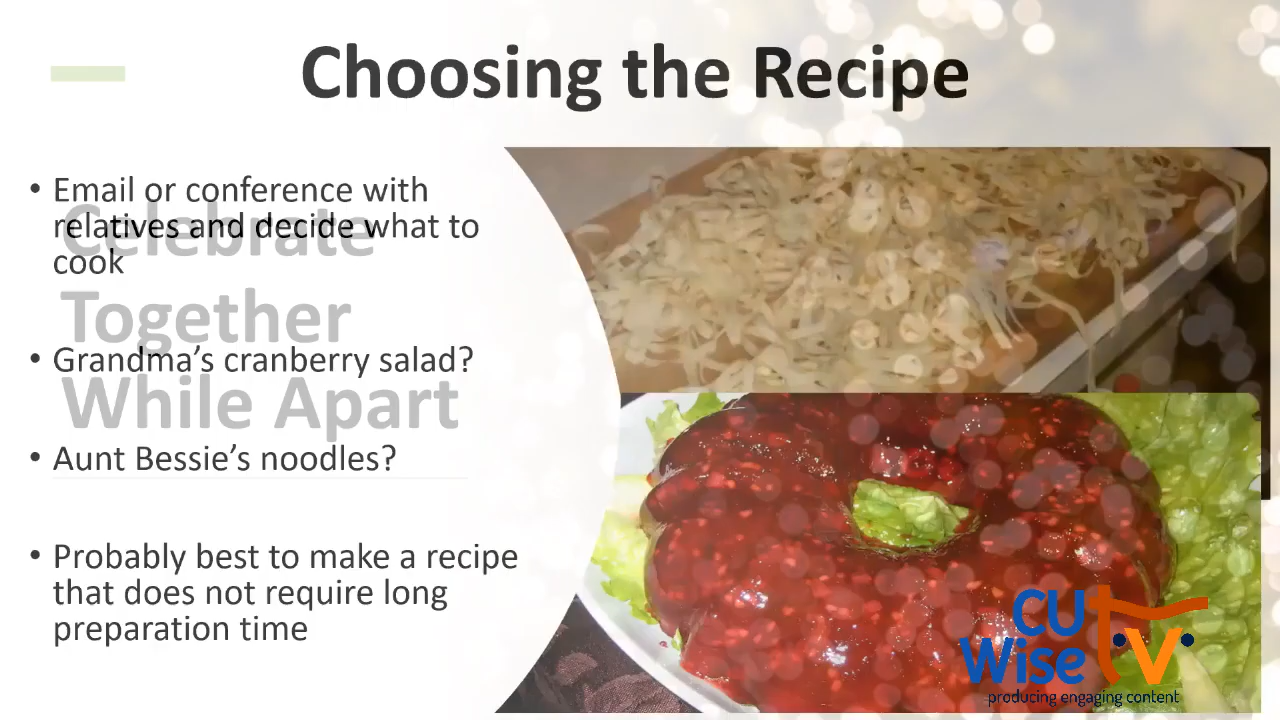 Choosing the Recipe
• Email or conference with
relatives and decide what to
cook
Celebrate
Together
While Apart
• Grandma’s cranberry salad?
• Aunt Bessie’s noodles?
• Probably best to make a recipe
that does not require long
preparation time
CU
Wise tv
producing engaging content